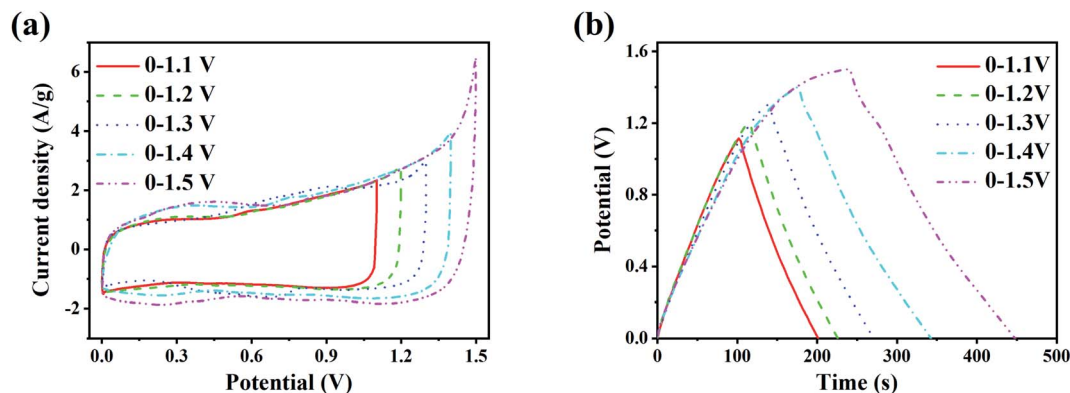 (a)
Current density (A/g)
6
4
2
0
-2
0-1.1 V
0-1.2 V
0-1.3 V
0-1.4 V
0-1.5 V
0.0 0.3 0.6 0.9 1.2 1.5
Potential (V)
(b)
Potential (V)
1.6
1.2
0.8
0.4
0.0
0-1.1V
0-1.2V
0-1.3V
0-1.4V
0-1.5V
0 100 200 300 400 500
Time (s)